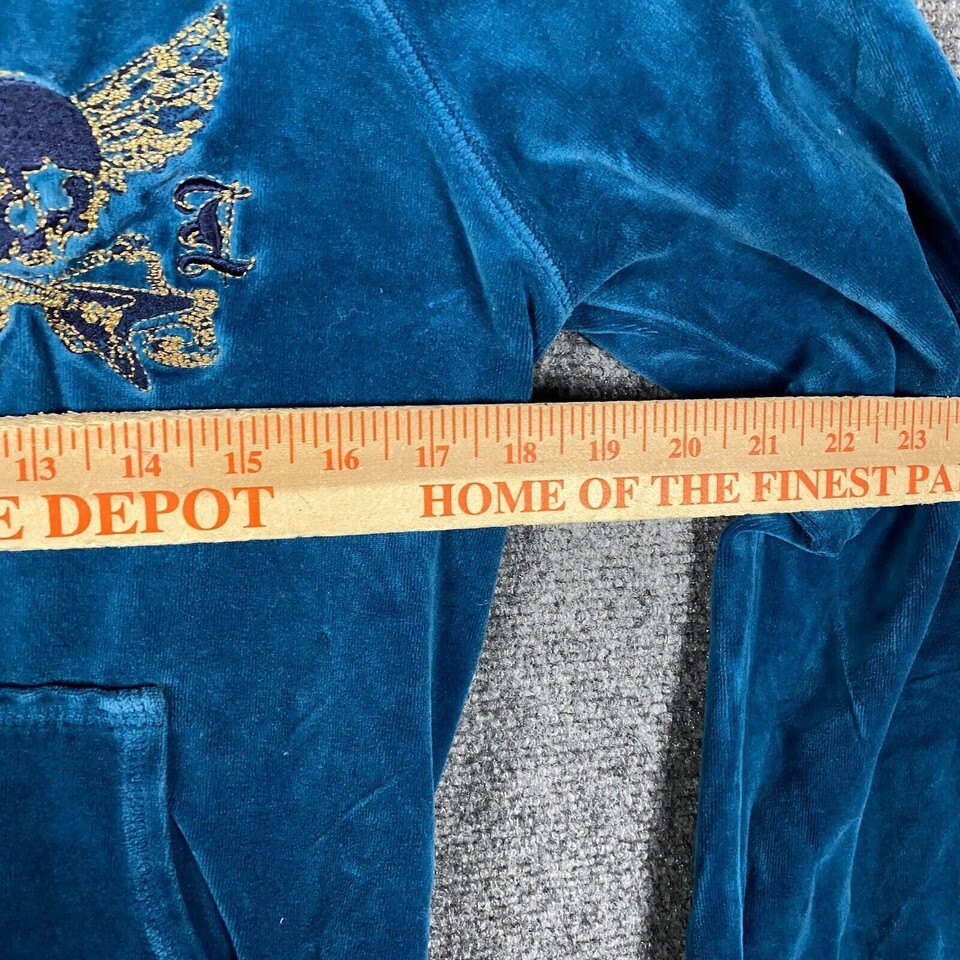 13 14 15 16 17 18 19 20 21 22 23
E DEPOT HOME OF THE FINEST PA